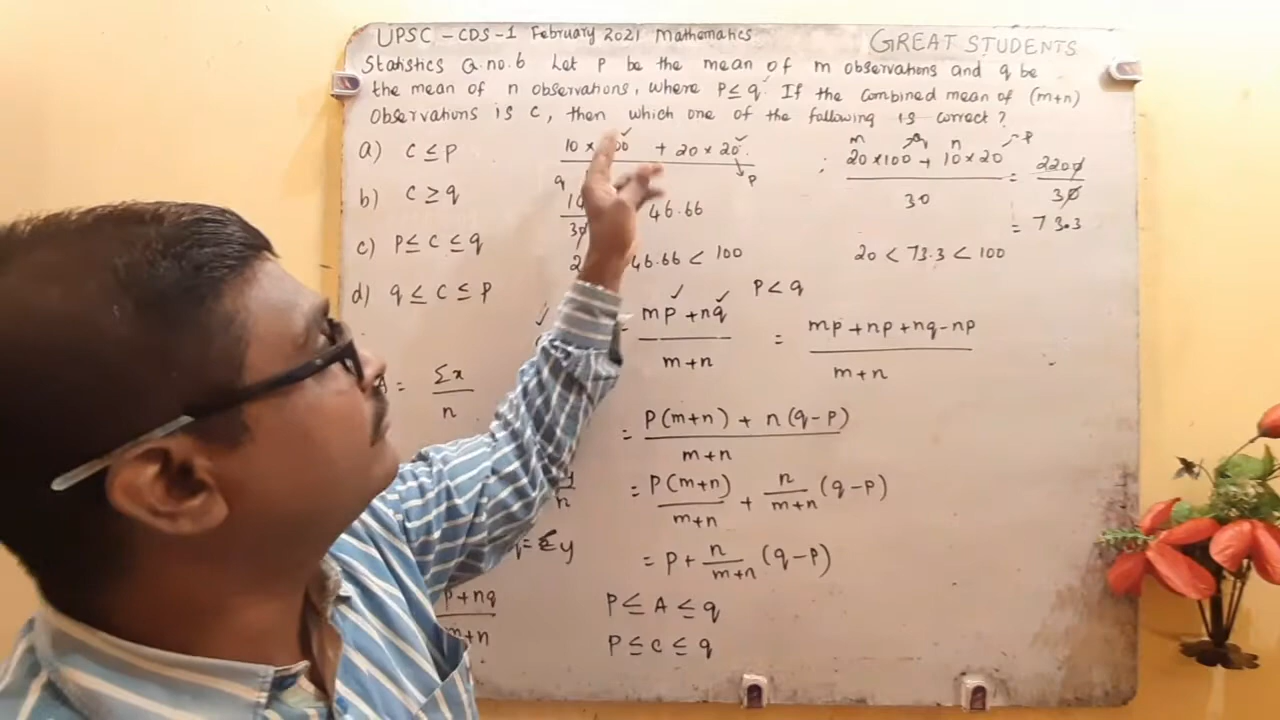 UPSC - CDS - 1 February 2021 Mathematics
GREAT STUDENTS
Statistics Q.no.6 Let P be the mean of m observations and q be
the mean of n observations, where P≤q. If the combined mean of (m+n)
observations is c, then which one of the following is correct?
a) c ≤ p
b) c ≥ q
c) P ≤ c ≤ q
d) q ≤ c ≤ p
10 × + 20 × 20
q P
46.66
46.66 < 100
m q n P
; 20×100 + 10×20 = 2200
30 30
= 73.3
20 < 73.3 < 100
P < q
= mp + nq = mp + np + nq - np
m+n m+n
= Σx
n
= P(m+n) + n(q-p)
m+n
= P(m+n) + n (q-p)
m+n m+n
n
= Σy
= P + n (q-p)
m+n
P+nq
m+n
P ≤ A ≤ q
P ≤ c ≤ q